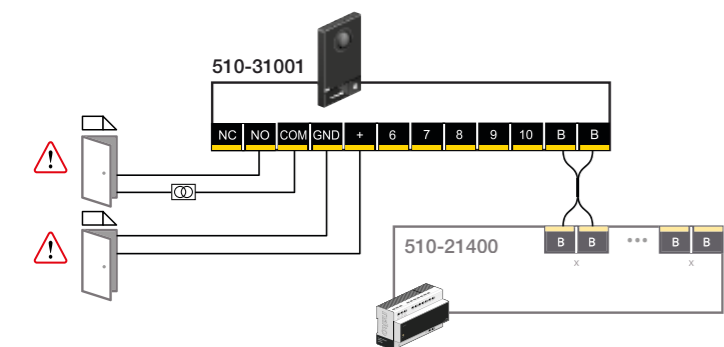 510-31001
NC NO COM GND + 6 7 8 9 10 B B
510-21400
B B ••• B B
x x